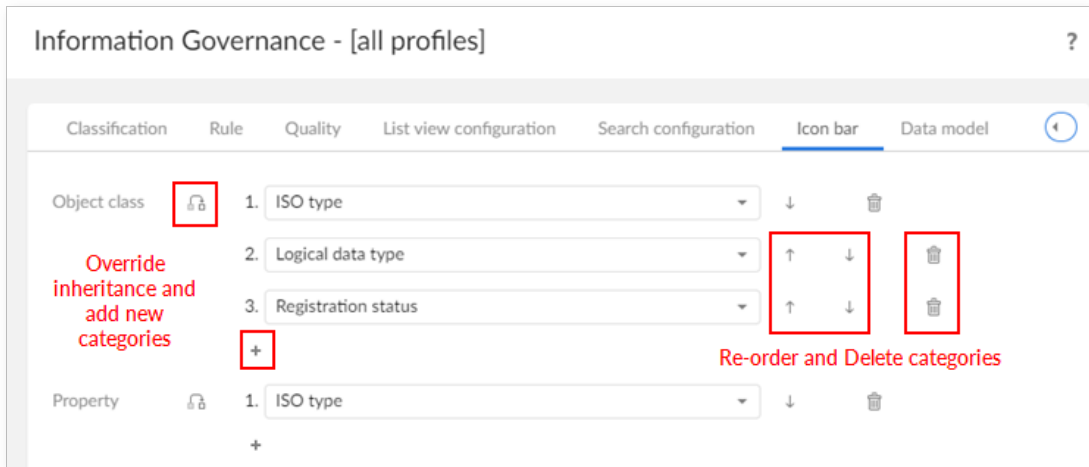 Information Governance - [all profiles]
?
Classification Rule Quality List view configuration Search configuration Icon bar Data model
Object class 1. ISO type
2. Logical data type
3. Registration status
Override
inheritance and
add new
categories
+
Re-order and Delete categories
Property 1. ISO type
+